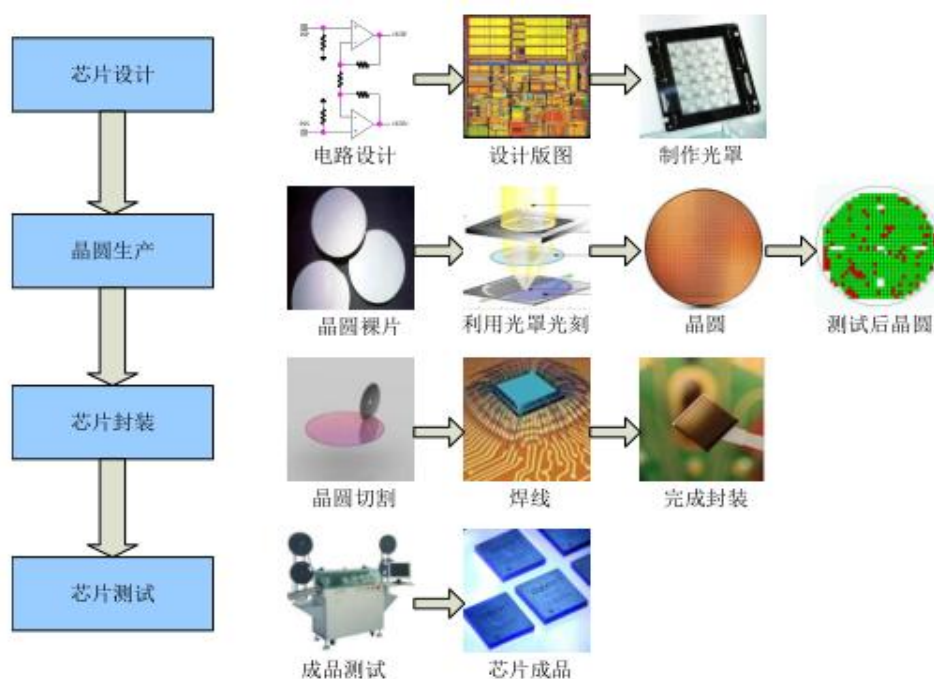 芯片设计
电路设计
设计版图
制作光罩
晶圆生产
晶圆裸片
利用光罩光刻
晶圆
测试后晶圆
芯片封装
晶圆切割
焊线
完成封装
芯片测试
成品测试
芯片成品